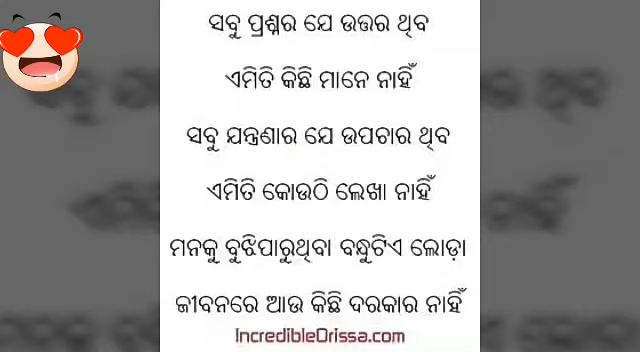 ସବୁ ପ୍ରଶ୍ନର ଯେ ଉତ୍ତର ଥିବ
ଏମିତି କିଛି ମାନେ ନାହିଁ
ସବୁ ଯନ୍ତ୍ରଣାର ଯେ ଉପଚାର ଥିବ
ଏମିତି କୋଉଠି ଲେଖା ନାହିଁ
ମନକୁ ବୁଝିପାରୁଥିବା ବନ୍ଧୁଟିଏ ଲୋଡ଼ା
ଜୀବନରେ ଆଉ କିଛି ଦରକାର ନାହିଁ
IncredibleOrissa.com